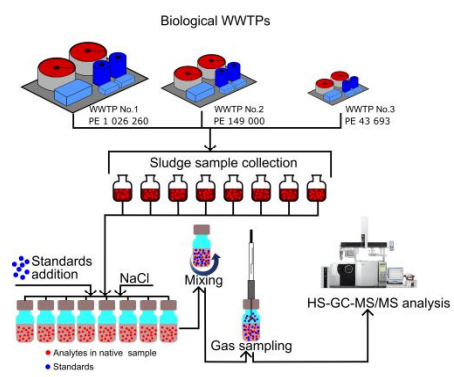 Biological WWTPs
WWTP No.1
PE 1 026 260
WWTP No.2
PE 149 000
WWTP No.3
PE 43 693
Sludge sample collection
Standards
addition
NaCl
Mixing
HS-GC-MS/MS analysis
Gas sampling
Analytes in native sample
Standards